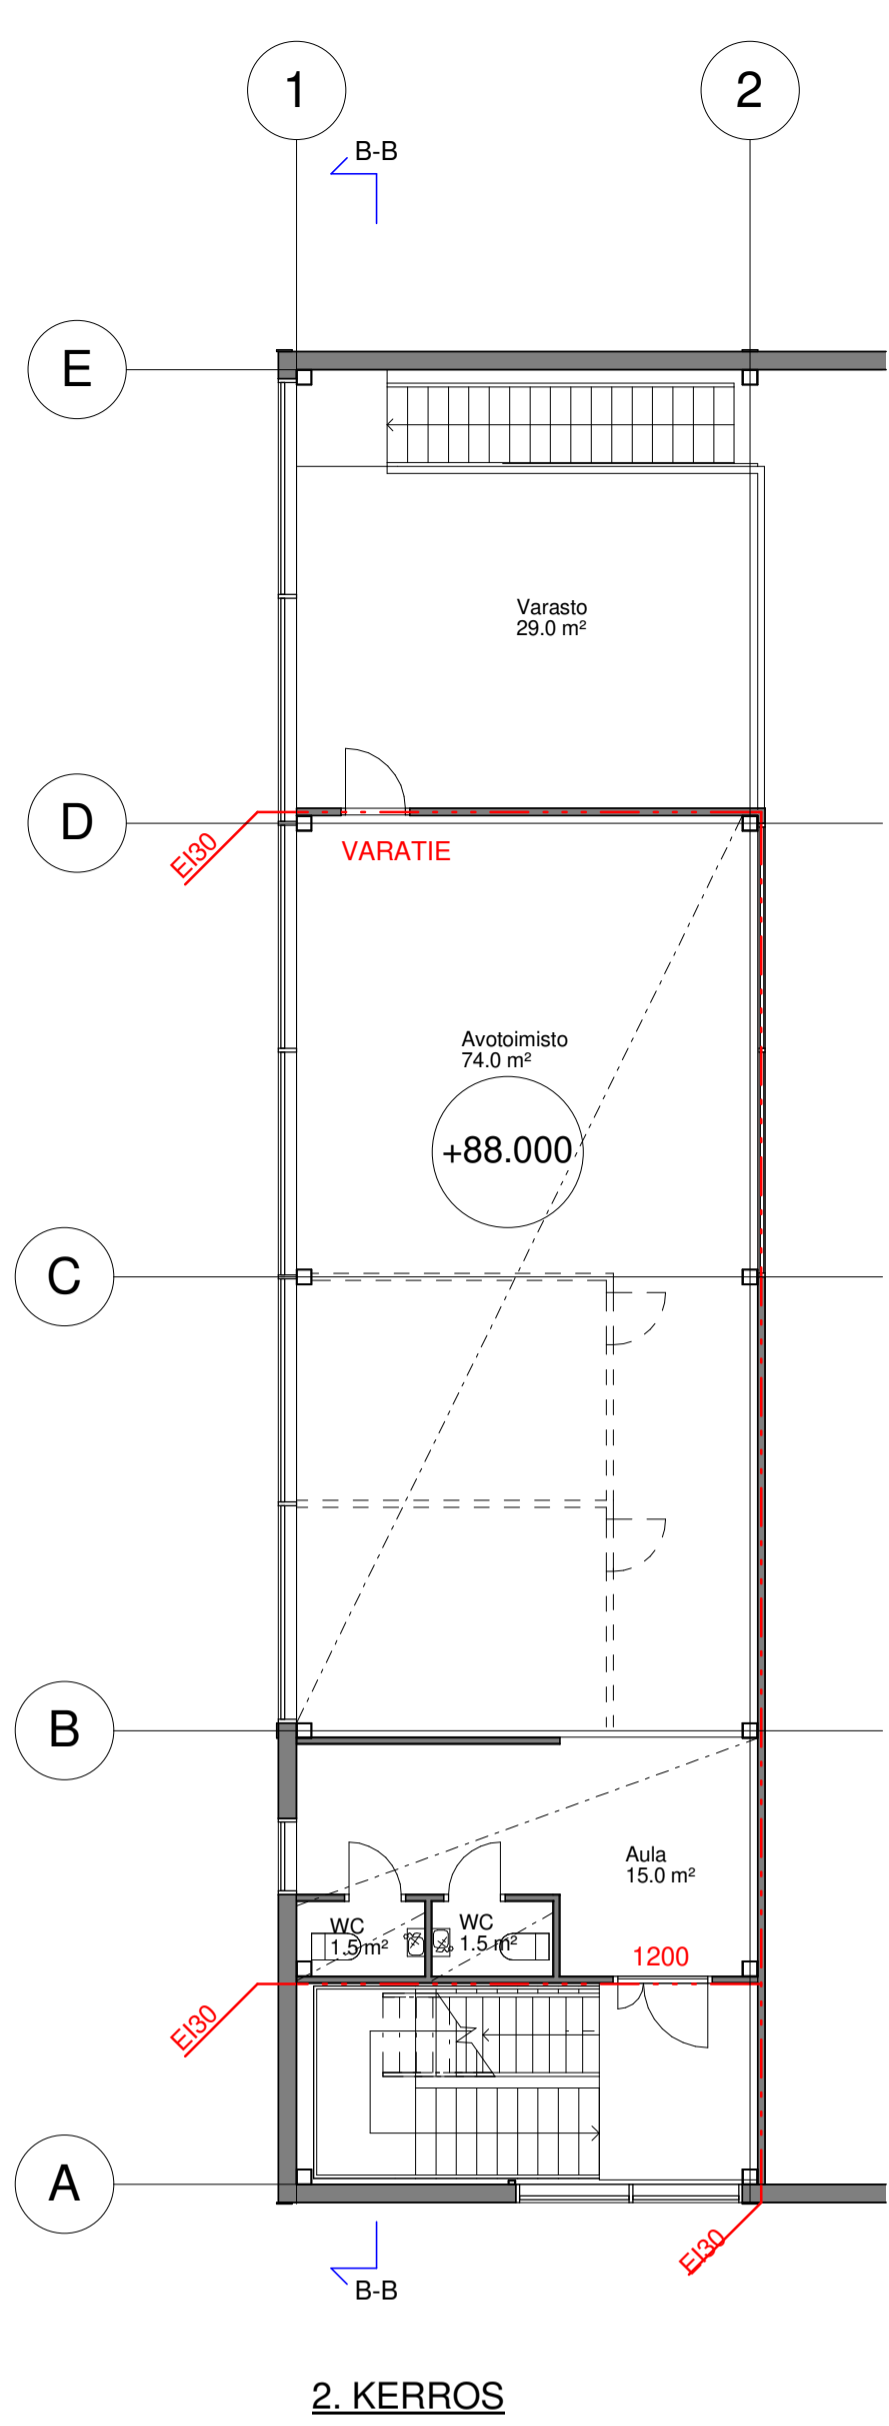 1
2
B-B
E
Varasto
29.0 m²
D
EI30
VARATIE
Avotoimisto
74.0 m²
+88.000
C
B
Aula
15.0 m²
WC
1.5 m²
WC
1.5 m²
1200
EI30
A
EI30
B-B
2. KERROS